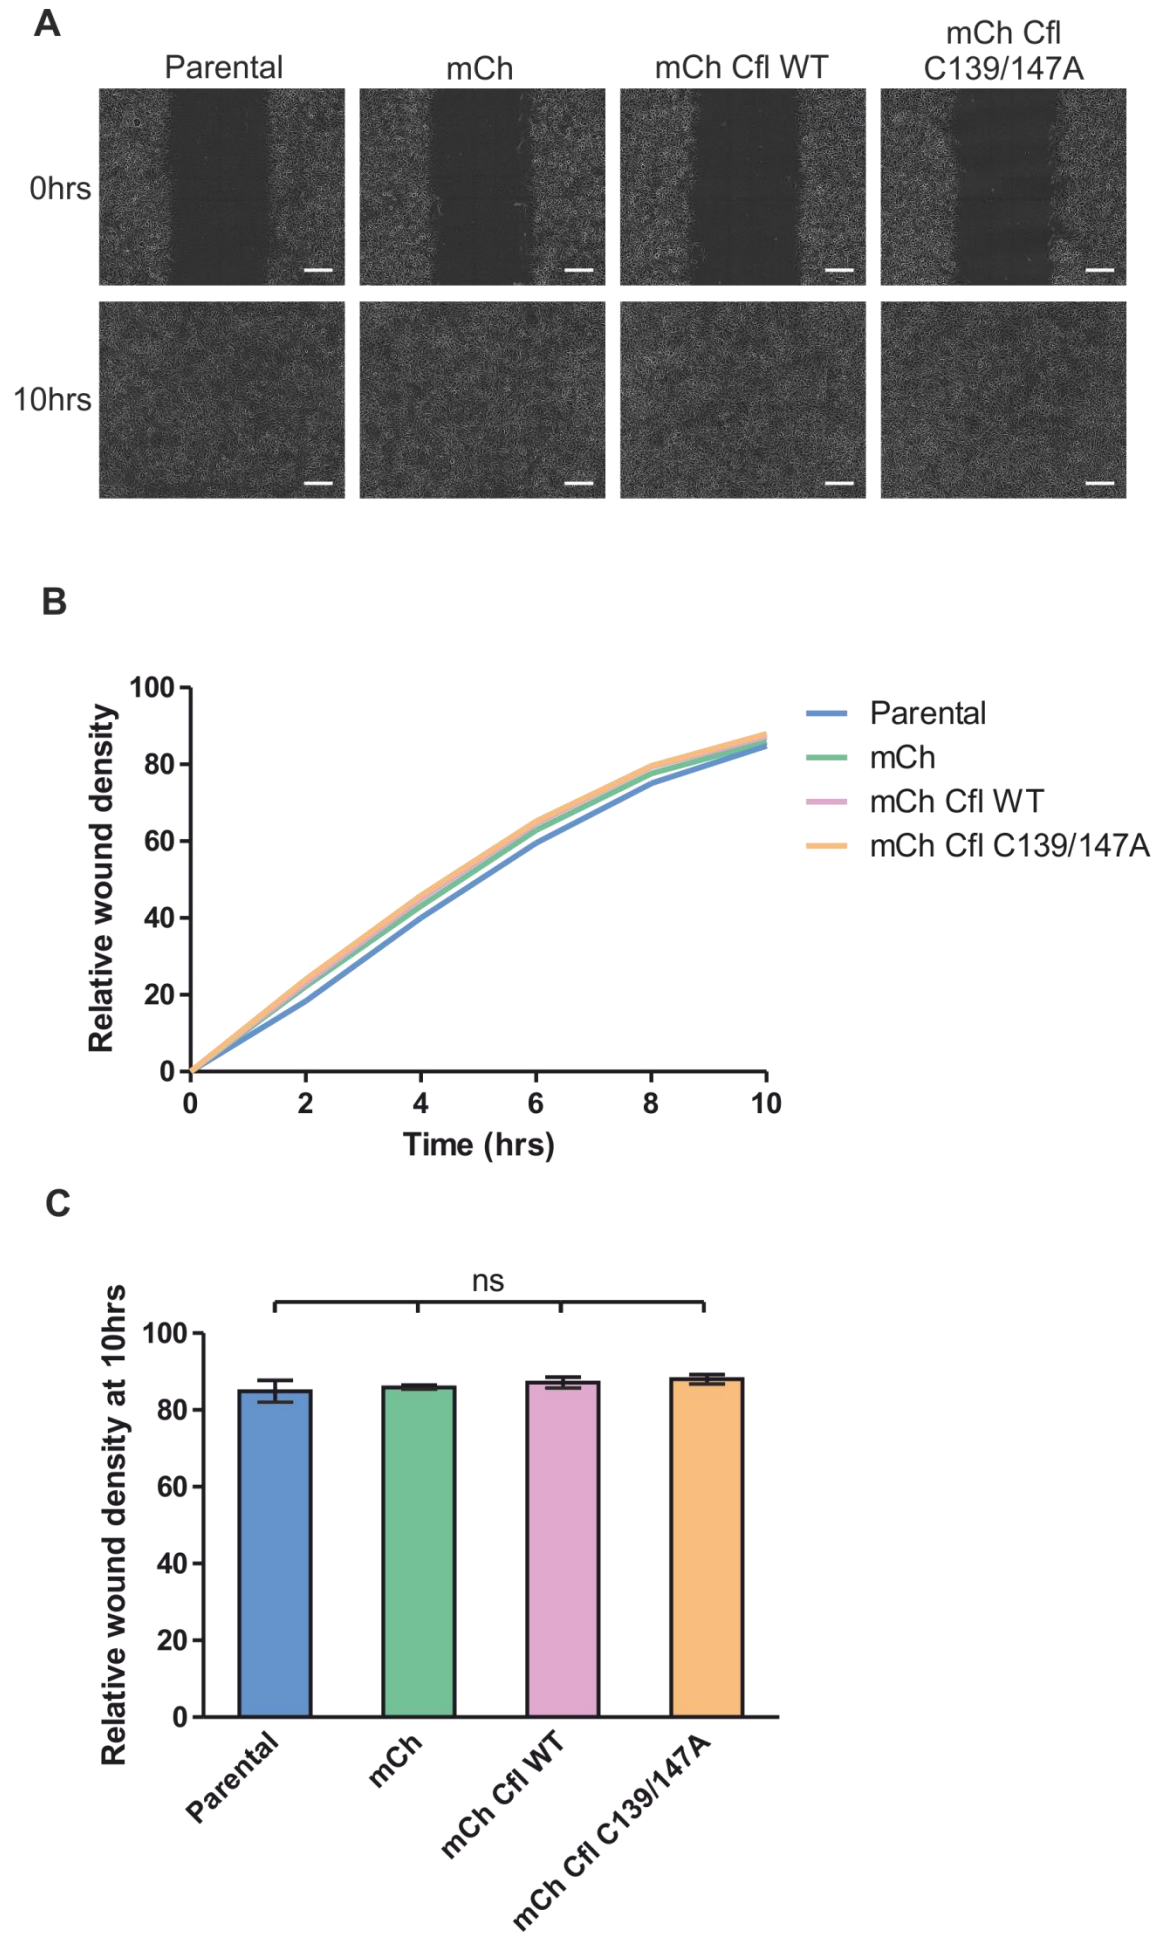 A
Parental
mCh
mCh Cfl WT
mCh Cfl
C139/147A
0hrs
10hrs
B
Relative wound density
100
80
60
40
20
0
0 2 4 6 8 10
Time (hrs)
Parental
mCh
mCh Cfl WT
mCh Cfl C139/147A
C
ns
Relative wound density at 10hrs
100
80
60
40
20
0
Parental
mCh
mCh Cfl WT
mCh Cfl C139/147A